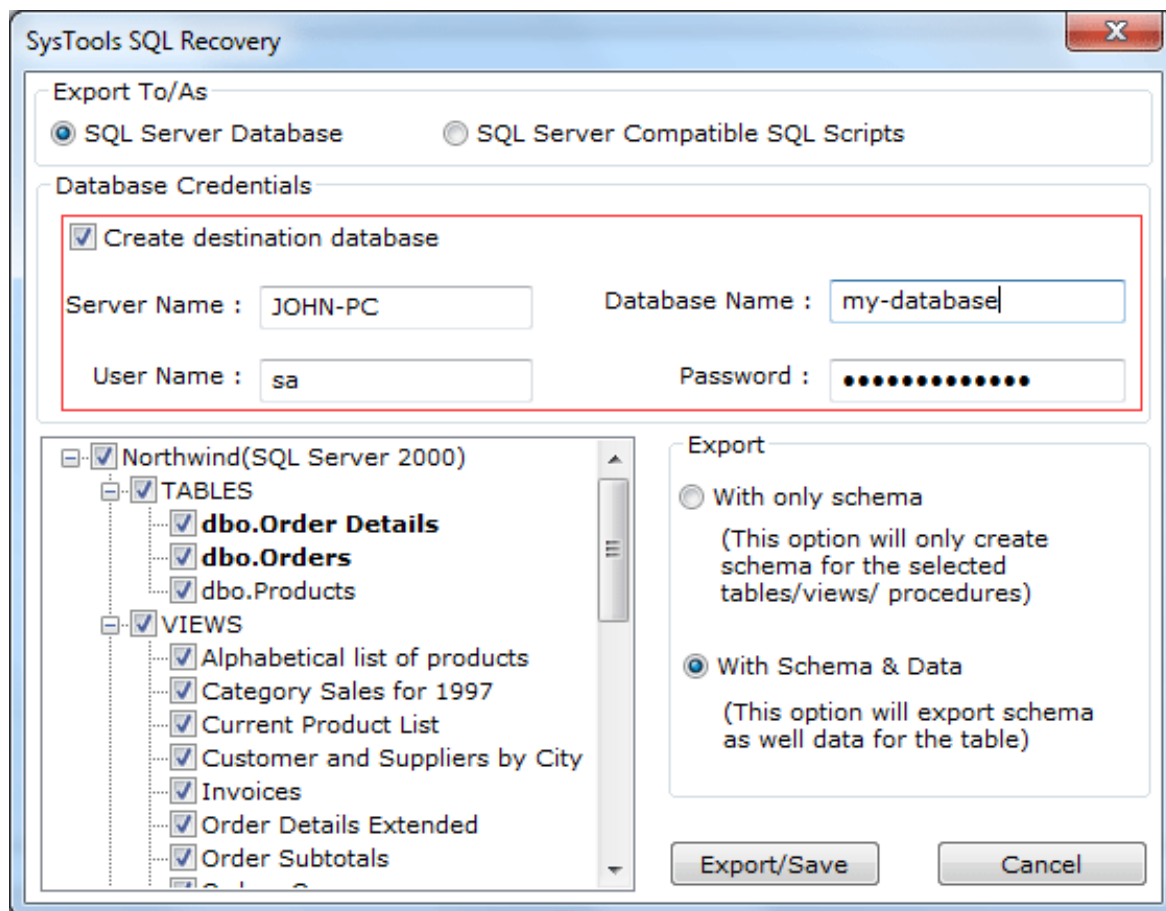 SysTools SQL Recovery
Export To/As
SQL Server Database
SQL Server Compatible SQL Scripts
Database Credentials
Create destination database
Server Name :
JOHN-PC
Database Name :
my-database
User Name :
sa
Password :
•••••••••••••
Northwind(SQL Server 2000)
TABLES
dbo.Order Details
dbo.Orders
dbo.Products
VIEWS
Alphabetical list of products
Category Sales for 1997
Current Product List
Customer and Suppliers by City
Invoices
Order Details Extended
Order Subtotals
Export
With only schema
(This option will only create
schema for the selected
tables/views/ procedures)
With Schema & Data
(This option will export schema
as well data for the table)
Export/Save
Cancel